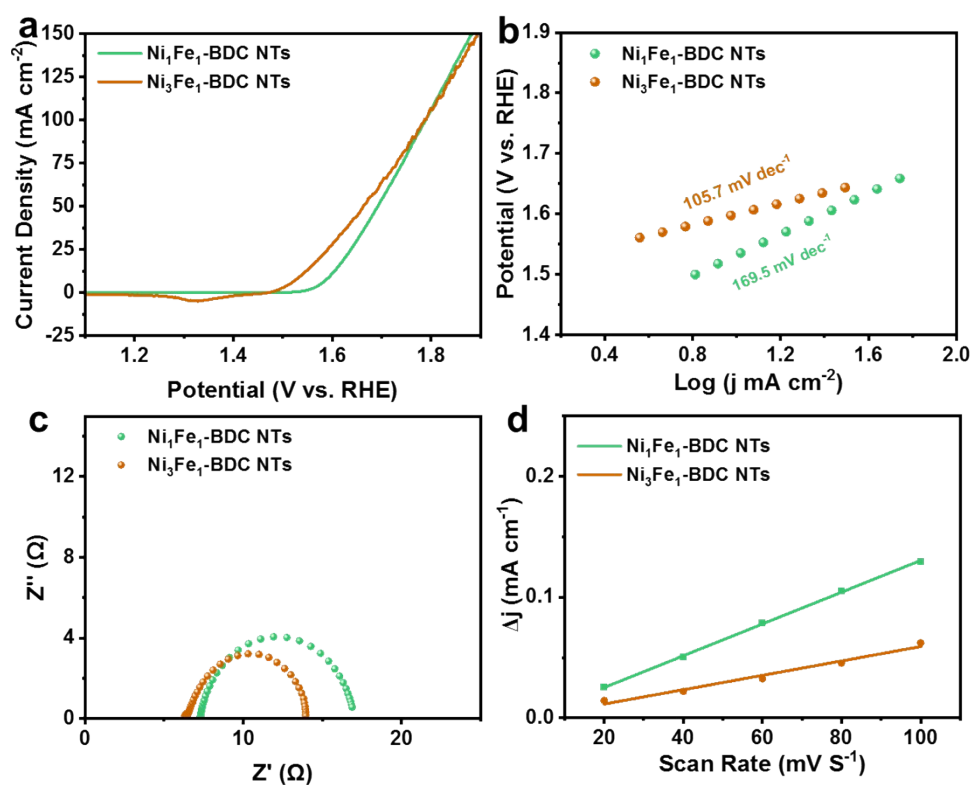 a
150
125
100
75
50
25
0
-25
Current Density (mA cm⁻²)
Ni₁Fe₁-BDC NTs
Ni₃Fe₁-BDC NTs
1.2
1.4
1.6
1.8
Potential (V vs. RHE)
b
1.9
1.8
1.7
1.6
1.5
1.4
Potential (V vs. RHE)
Ni₁Fe₁-BDC NTs
Ni₃Fe₁-BDC NTs
105.7 mV dec⁻¹
169.5 mV dec⁻¹
0.4
0.8
1.2
1.6
2.0
Log (j mA cm⁻²)
c
12
8
4
0
Z'' (Ω)
Ni₁Fe₁-BDC NTs
Ni₃Fe₁-BDC NTs
0
10
20
Z' (Ω)
d
0.2
0.1
0.0
Δj (mA cm⁻¹)
Ni₁Fe₁-BDC NTs
Ni₃Fe₁-BDC NTs
20
40
60
80
100
Scan Rate (mV S⁻¹)